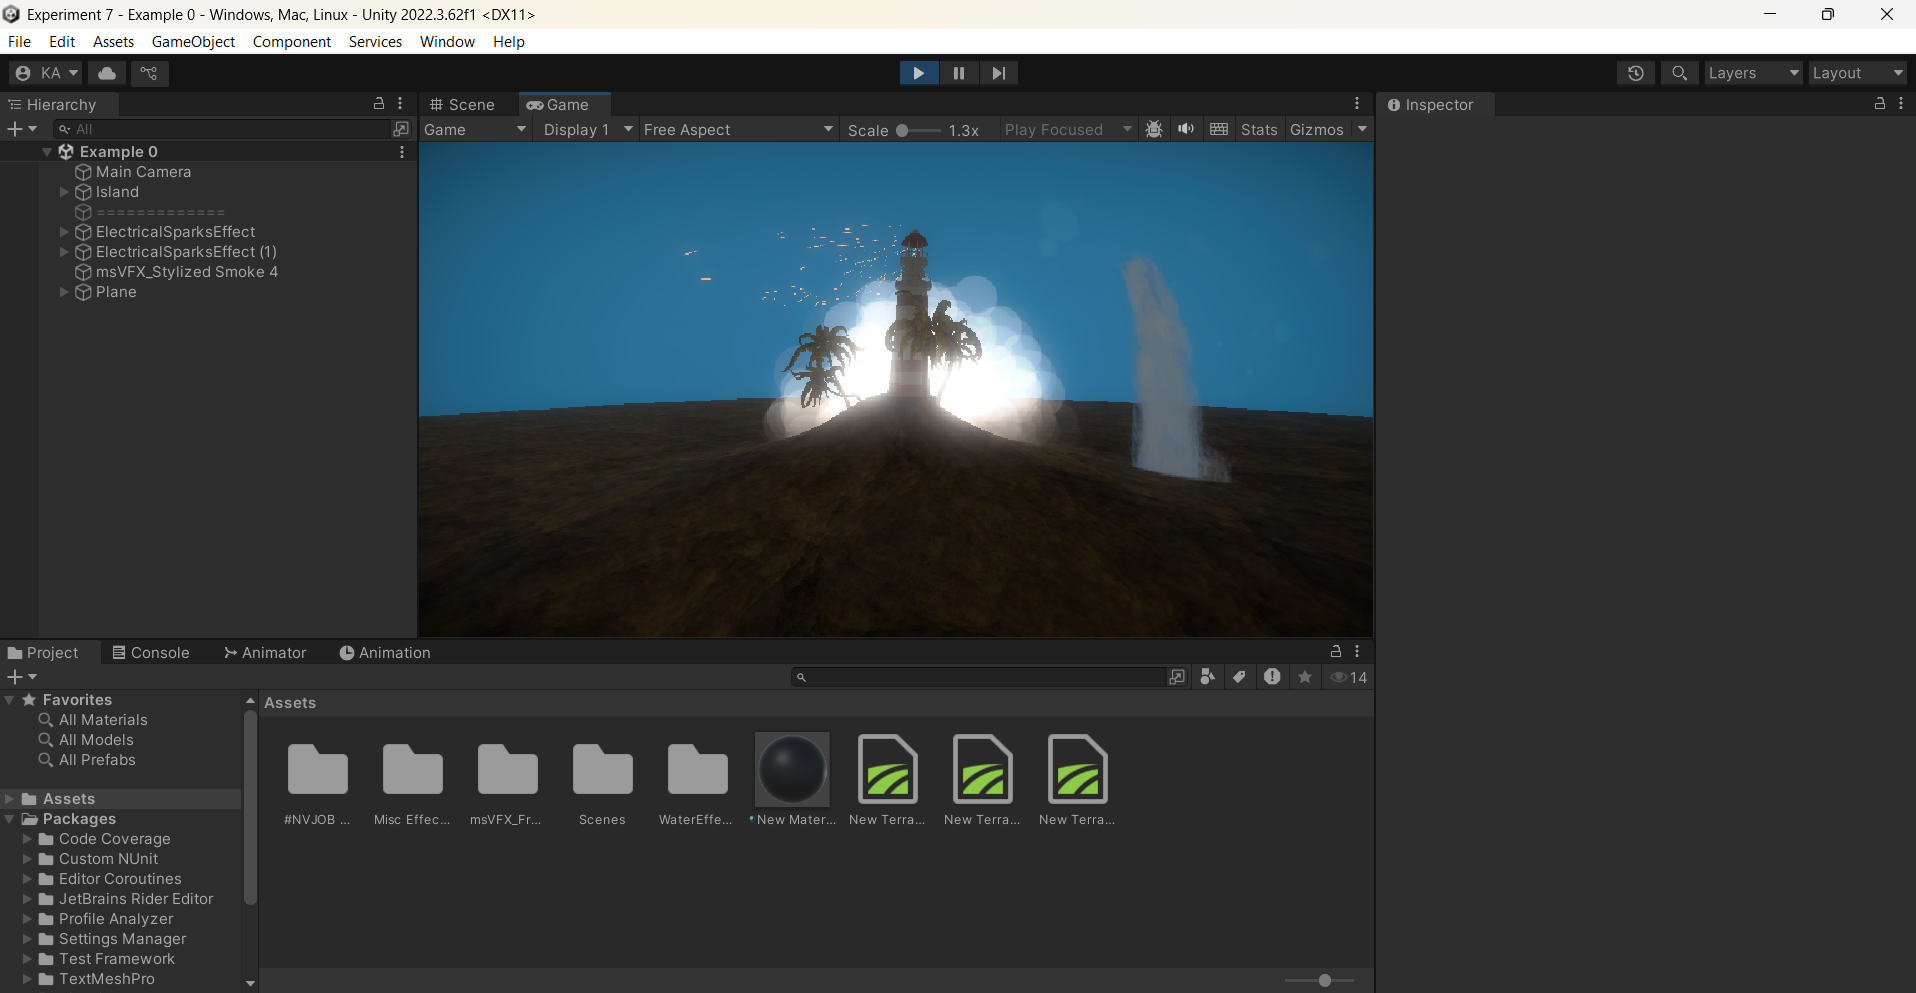 Experiment 7 - Example 0 - Windows, Mac, Linux - Unity 2022.3.62f1 <DX11>
File Edit Assets GameObject Component Services Window Help
KA
Layers
Layout
Hierarchy
All
Example 0
Main Camera
Island
=============
ElectricalSparksEffect
ElectricalSparksEffect (1)
msVFX_Stylized Smoke 4
Plane
Scene
Game
Game
Display 1
Free Aspect
Scale
1.3x
Play Focused
Stats
Gizmos
Inspector
Project
Console
Animator
Animation
14
Favorites
All Materials
All Models
All Prefabs
Assets
Packages
Code Coverage
Custom NUnit
Editor Coroutines
JetBrains Rider Editor
Profile Analyzer
Settings Manager
Test Framework
TextMeshPro
Assets
#NVJOB ...
Misc Effec...
msVFX_Fr...
Scenes
WaterEffe...
New Mater...
New Terra...
New Terra...
New Terra...